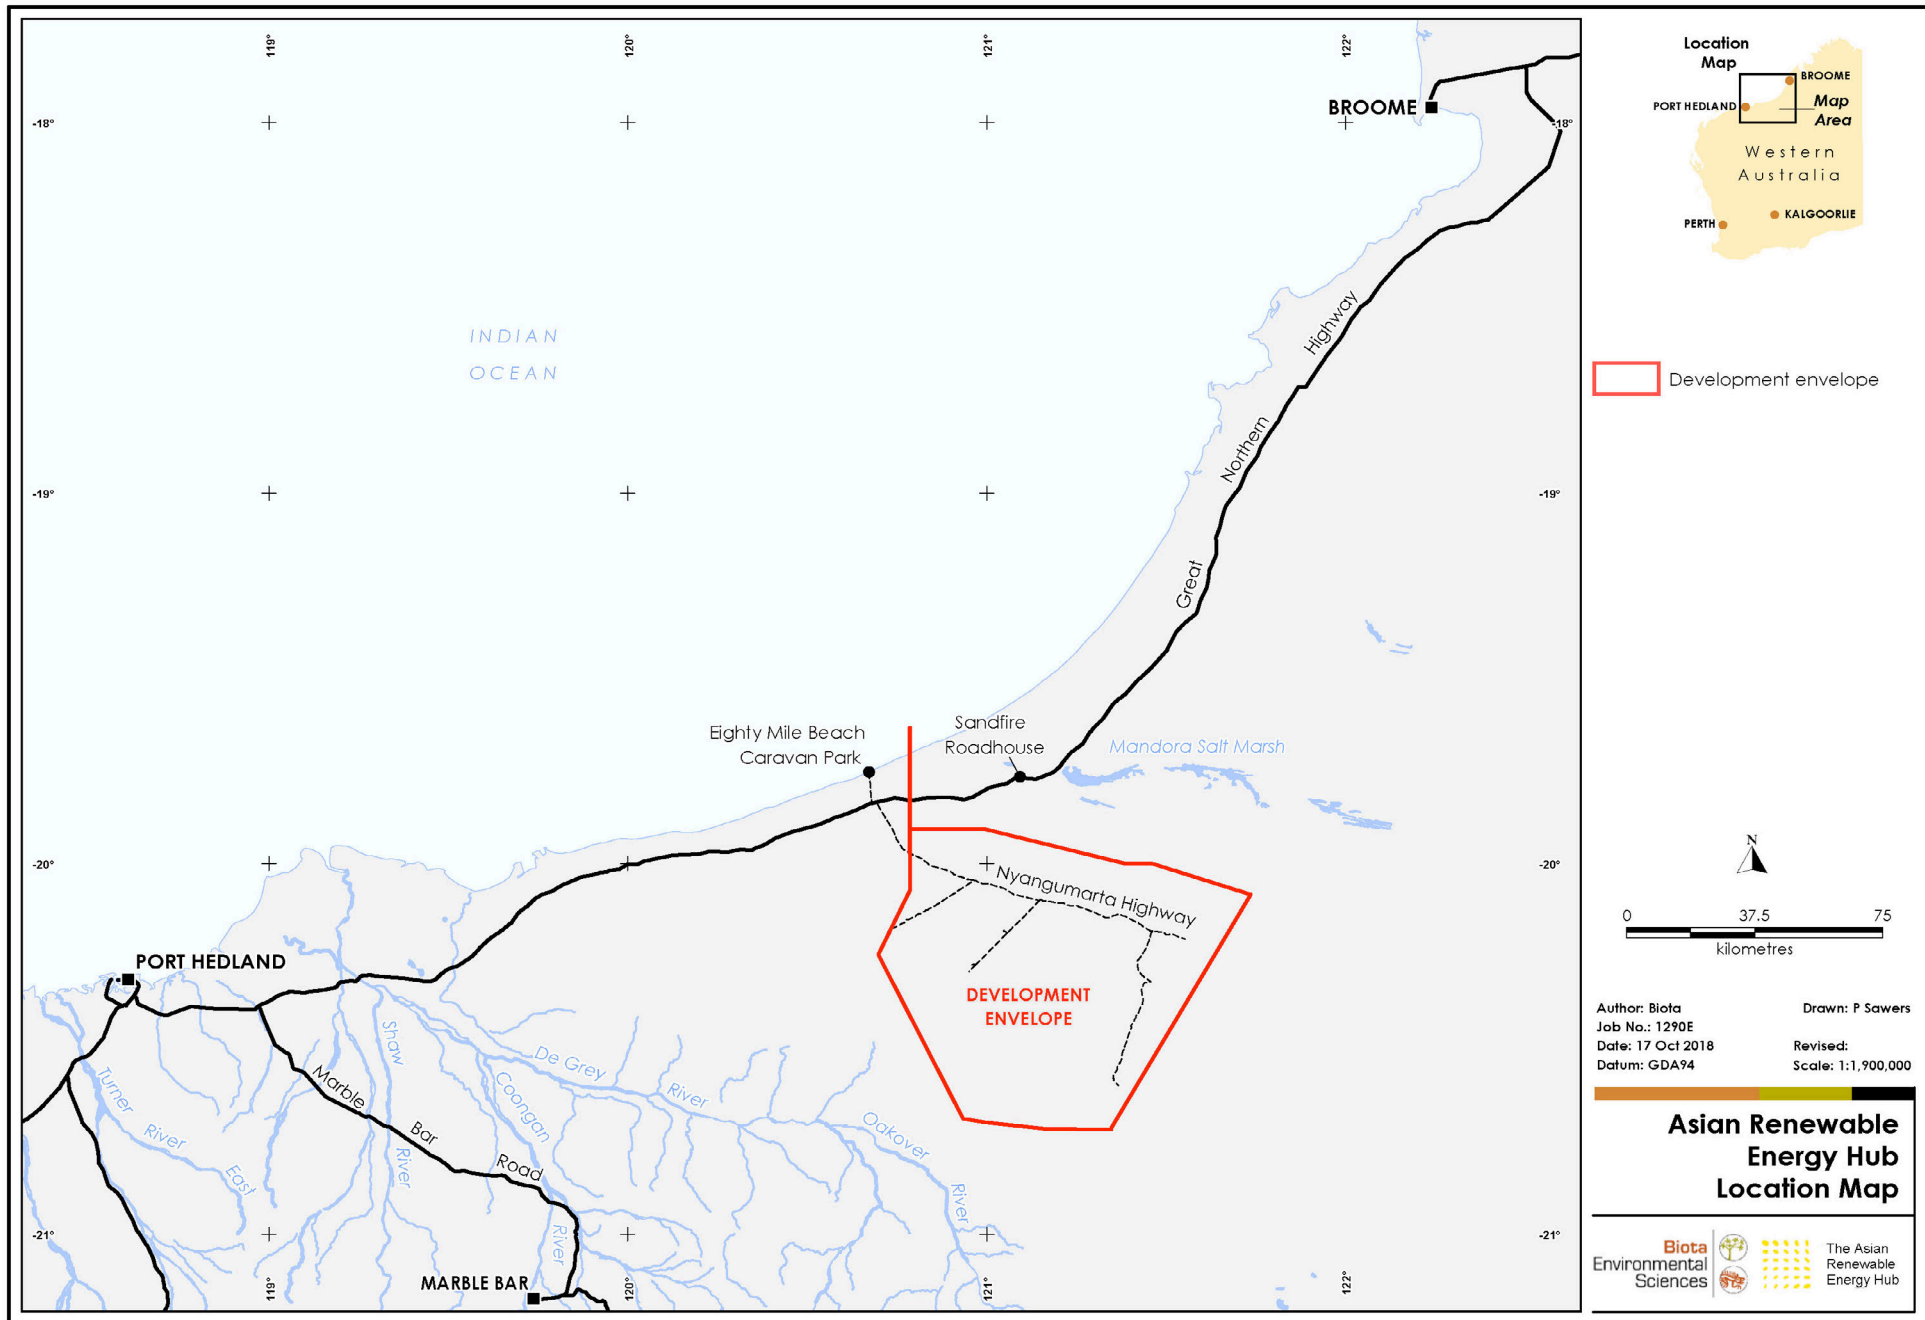 119°
120°
121°
122°
BROOME
-18°
-18°
INDIAN
OCEAN
Highway
Northern
Great
-19°
-19°
Eighty Mile Beach
Caravan Park
Sandfire
Roadhouse
Mandora Salt Marsh
-20°
-20°
Nyangumarta Highway
PORT HEDLAND
DEVELOPMENT
ENVELOPE
Shaw
River
De Grey
River
Coongan
River
Oakover
River
Turner
River
East
Marble
Bar
Road
-21°
-21°
MARBLE BAR
119°
120°
121°
122°
Location
Map
BROOME
PORT HEDLAND
Map
Area
Western
Australia
KALGOORLIE
PERTH
Development envelope
N
0 37.5 75
kilometres
Author: Biota Drawn: P Sawers
Job No.: 1290E
Date: 17 Oct 2018 Revised:
Datum: GDA94 Scale: 1:1,900,000
Asian Renewable
Energy Hub
Location Map
Biota
Environmental
Sciences
The Asian
Renewable
Energy Hub